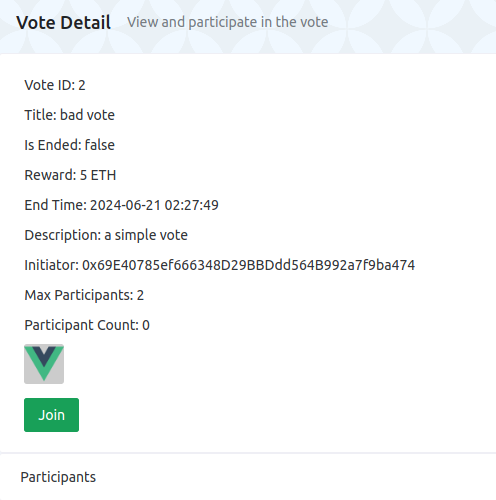 Vote Detail View and participate in the vote
Vote ID: 2
Title: bad vote
Is Ended: false
Reward: 5 ETH
End Time: 2024-06-21 02:27:49
Description: a simple vote
Initiator: 0x69E40785ef666348D29BBDdd564B992a7f9ba474
Max Participants: 2
Participant Count: 0
Join
Participants